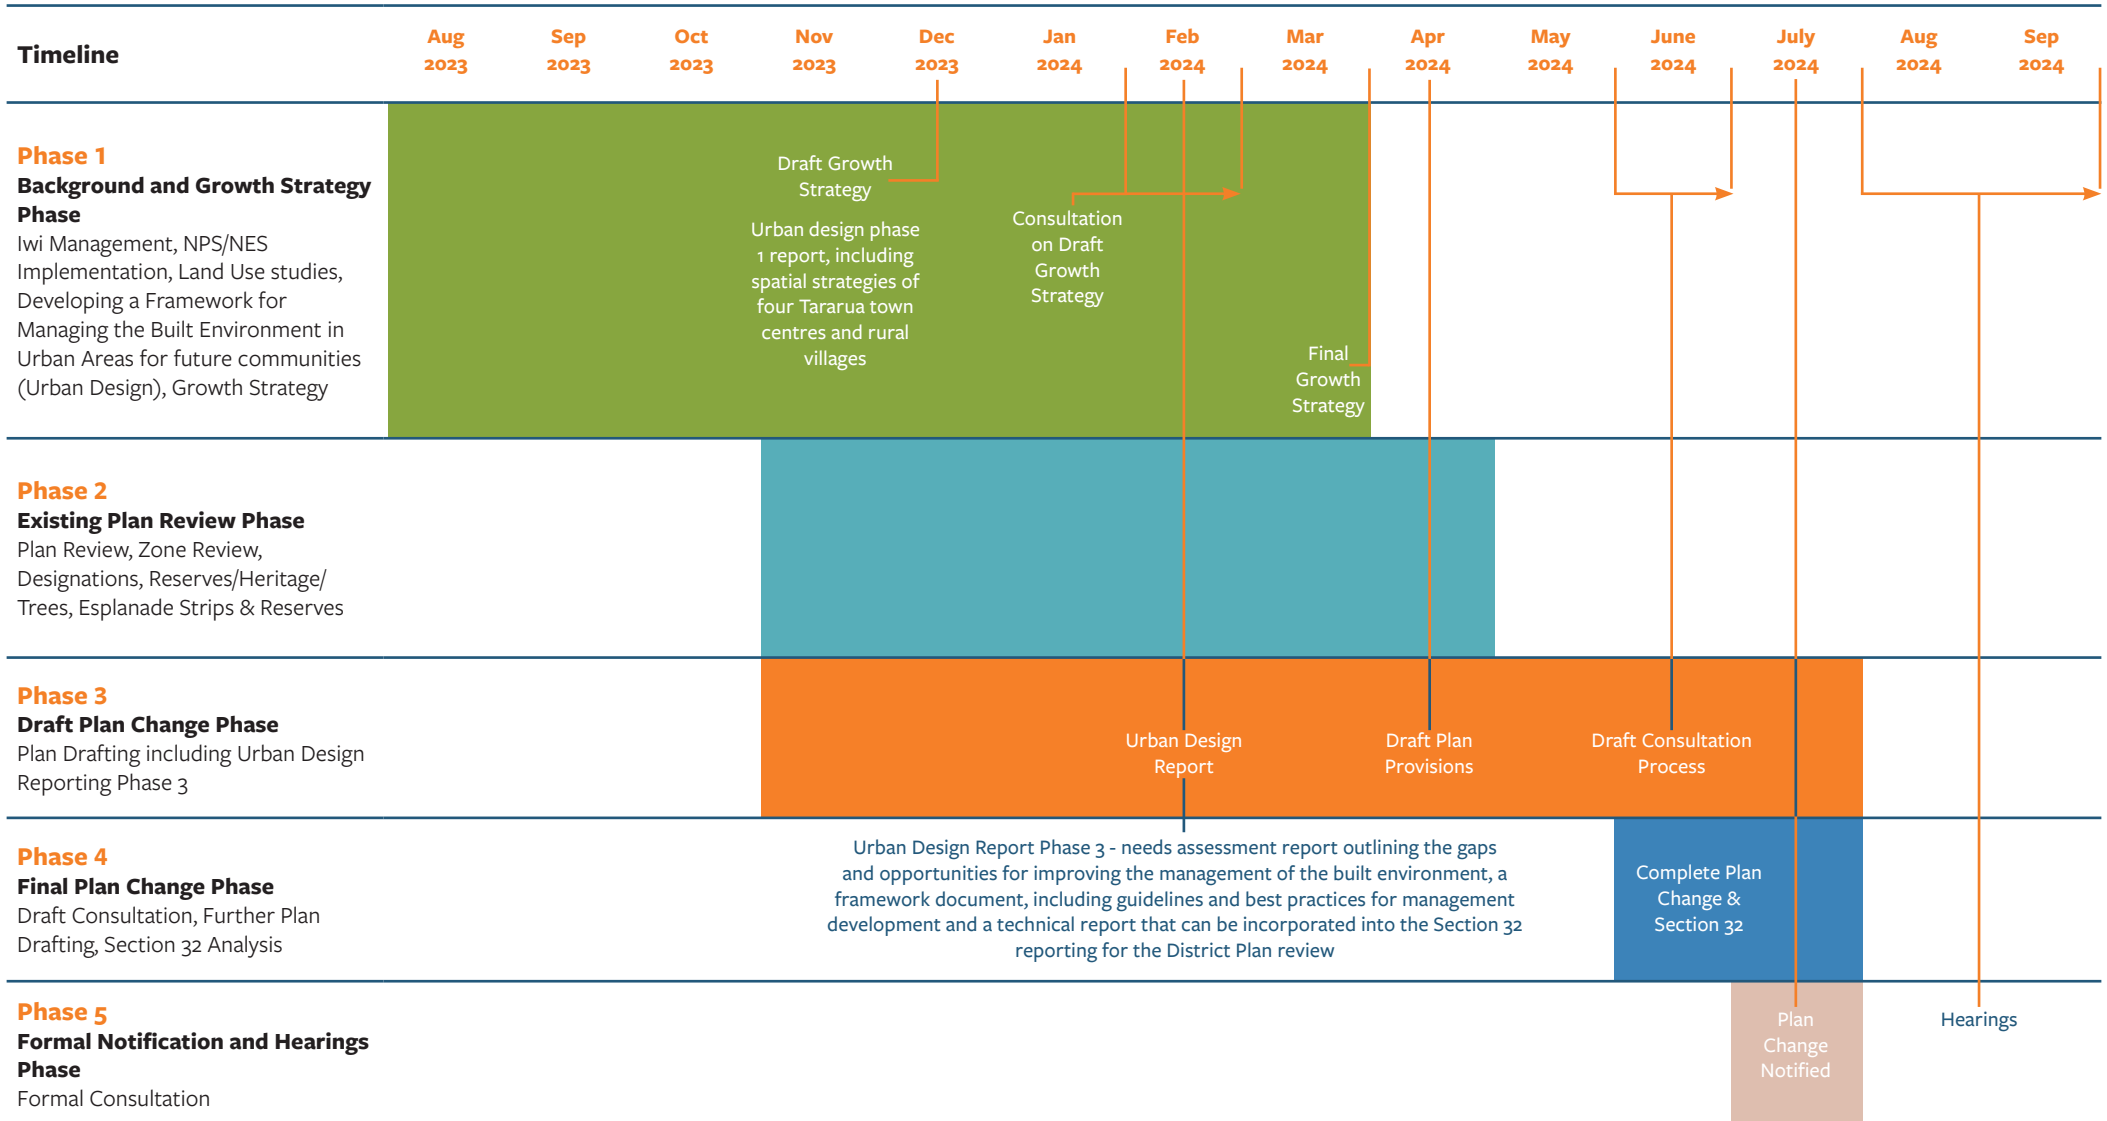 Timeline
Aug
2023
Sep
2023
Oct
2023
Nov
2023
Dec
2023
Jan
2024
Feb
2024
Mar
2024
Apr
2024
May
2024
June
2024
July
2024
Aug
2024
Sep
2024
Phase 1
Background and Growth Strategy
Phase
Iwi Management, NPS/NES
Implementation, Land Use studies,
Developing a Framework for
Managing the Built Environment in
Urban Areas for future communities
(Urban Design), Growth Strategy
Draft Growth
Strategy
Urban design phase
1 report, including
spatial strategies of
four Tararua town
centres and rural
villages
Consultation
on Draft
Growth
Strategy
Final
Growth
Strategy
Phase 2
Existing Plan Review Phase
Plan Review, Zone Review,
Designations, Reserves/Heritage/
Trees, Esplanade Strips & Reserves
Phase 3
Draft Plan Change Phase
Plan Drafting including Urban Design
Reporting Phase 3
Urban Design
Report
Draft Plan
Provisions
Draft Consultation
Process
Phase 4
Final Plan Change Phase
Draft Consultation, Further Plan
Drafting, Section 32 Analysis
Urban Design Report Phase 3 - needs assessment report outlining the gaps
and opportunities for improving the management of the built environment, a
framework document, including guidelines and best practices for management
development and a technical report that can be incorporated into the Section 32
reporting for the District Plan review
Complete Plan
Change &
Section 32
Phase 5
Formal Notification and Hearings
Phase
Formal Consultation
Plan
Change
Notified
Hearings